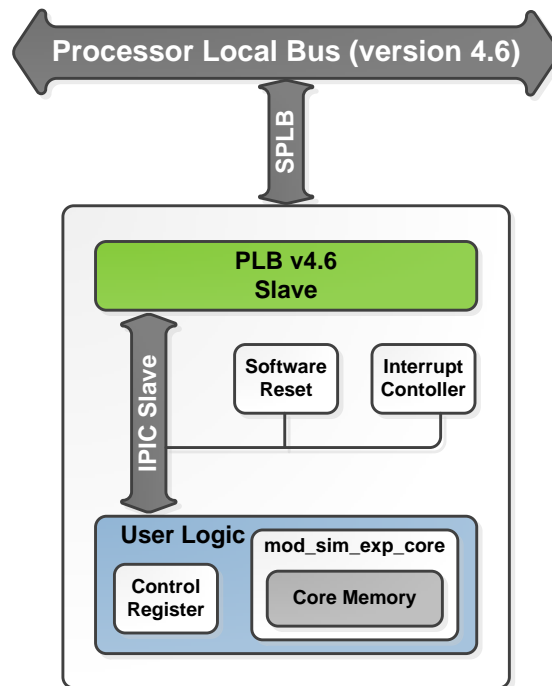 Processor Local Bus (version 4.6)
SPLB
PLB v4.6
Slave
IPIC Slave
Software
Reset
Interrupt
Contoller
User Logic
mod_sim_exp_core
Control
Register
Core Memory